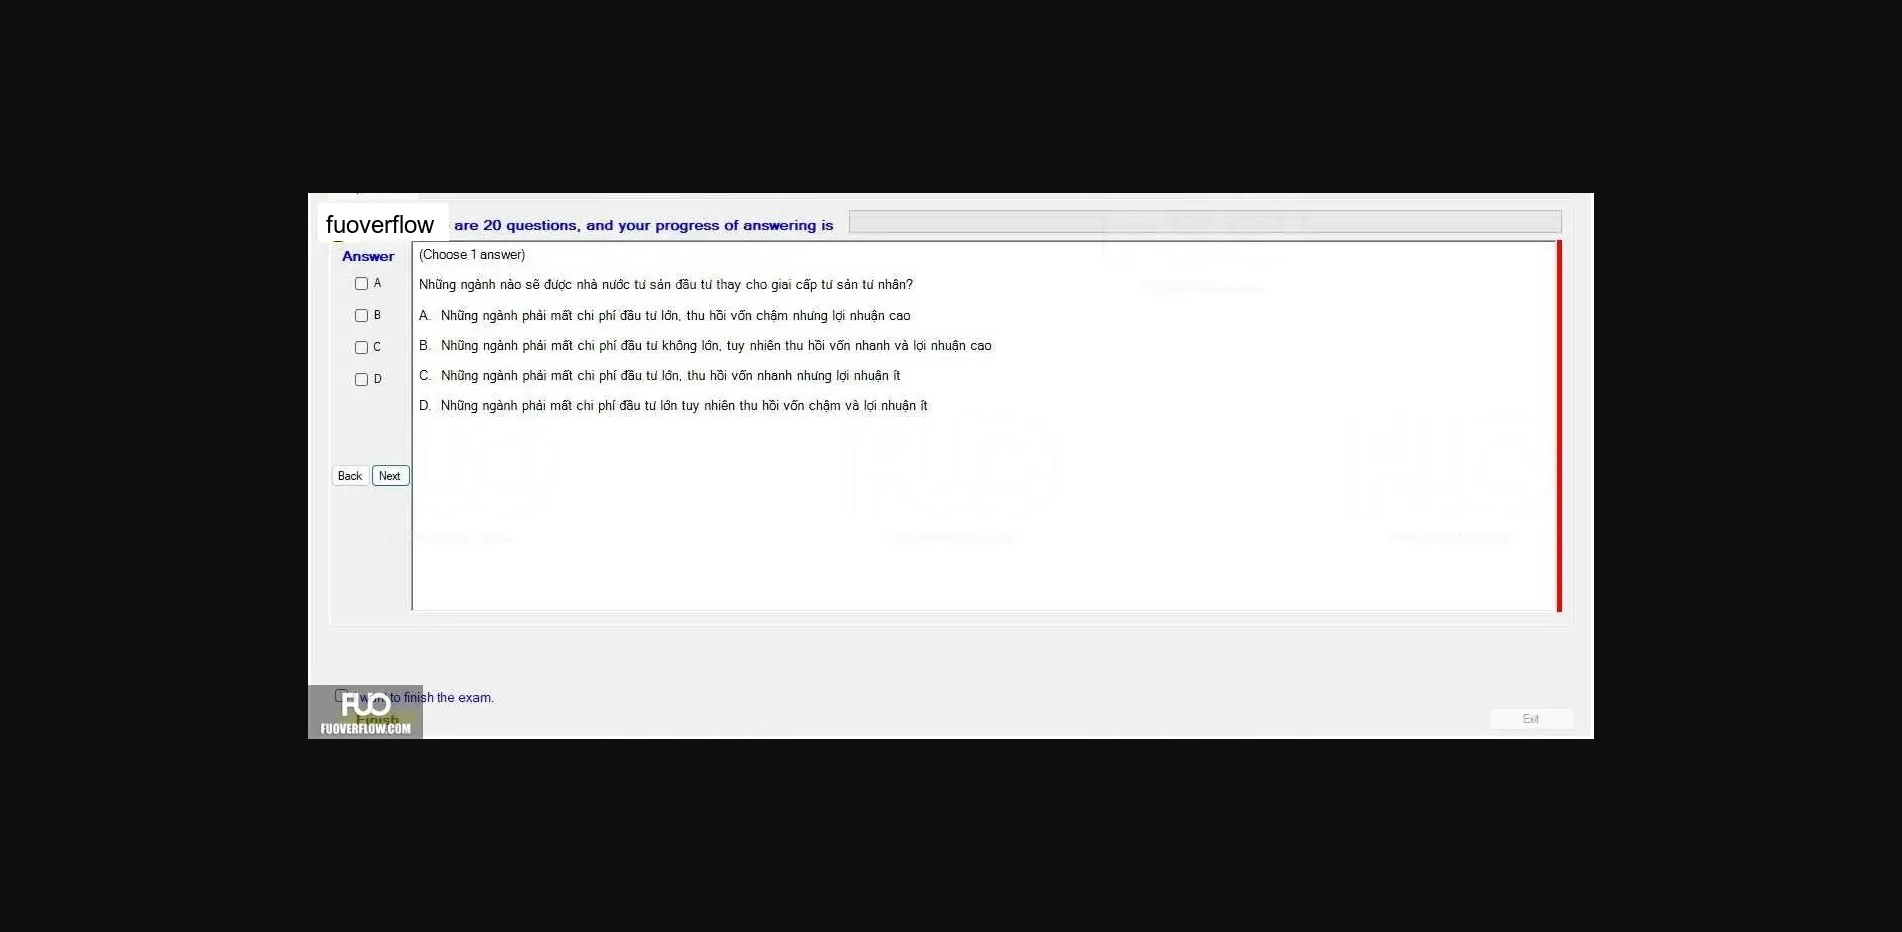 fuoverflow are 20 questions, and your progress of answering is
Answer
(Choose 1 answer)
A
Những ngành nào sẽ được nhà nước tư sản đầu tư thay cho giai cấp tư sản tư nhân?
B
A. Những ngành phải mất chi phí đầu tư lớn, thu hồi vốn chậm nhưng lợi nhuận cao
C
B. Những ngành phải mất chi phí đầu tư không lớn, tuy nhiên thu hồi vốn nhanh và lợi nhuận cao
D
C. Những ngành phải mất chi phí đầu tư lớn, thu hồi vốn nhanh nhưng lợi nhuận ít
D. Những ngành phải mất chi phí đầu tư lớn tuy nhiên thu hồi vốn chậm và lợi nhuận ít
Back Next
want to finish the exam.
FUO
Finish
FUOVERFLOW.COM
Exit